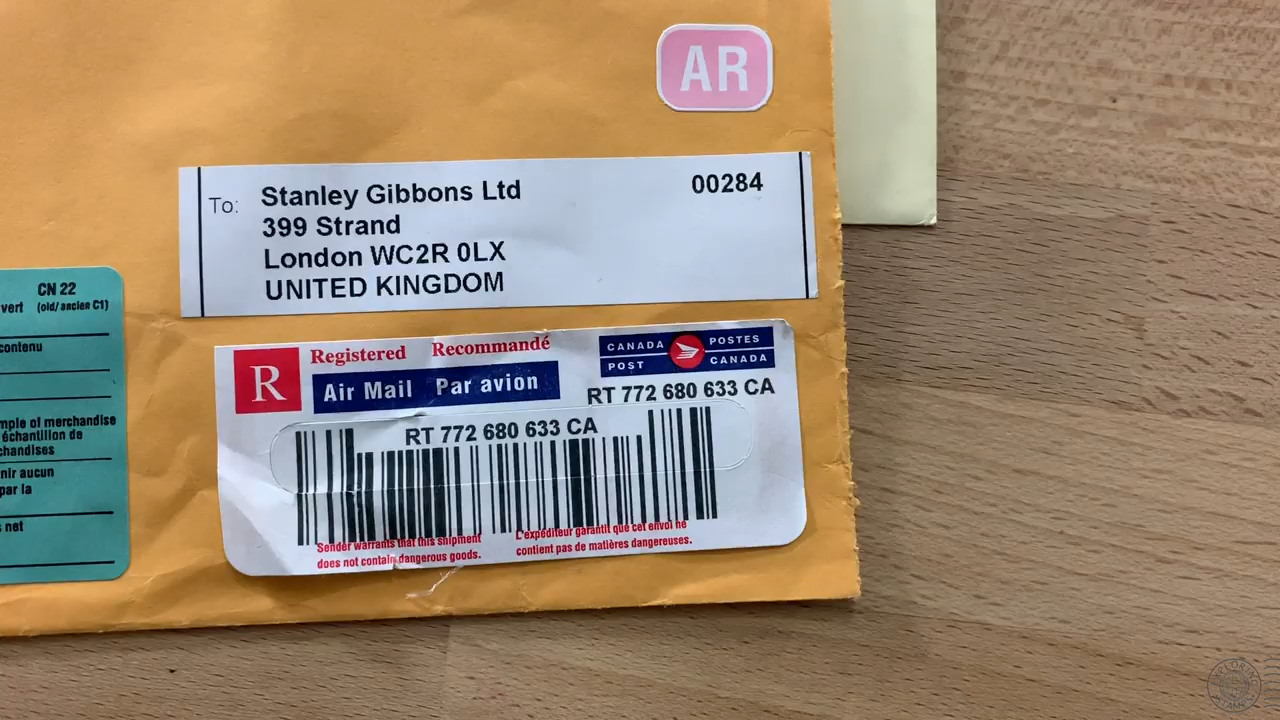 AR
To:
Stanley Gibbons Ltd
00284
399 Strand
London WC2R 0LX
UNITED KINGDOM
CN 22
vert (old/ancien C1)
contenu
mple of merchandise
échantillon de
chandises
nir aucun
par la
net
R
Registered Recommandé
Air Mail Par avion
CANADA POSTES
POST CANADA
RT 772 680 633 CA
RT 772 680 633 CA
Sender warrants that this shipment
does not contain dangerous goods.
L'expéditeur garantit que cet envoi ne
contient pas de matières dangereuses.